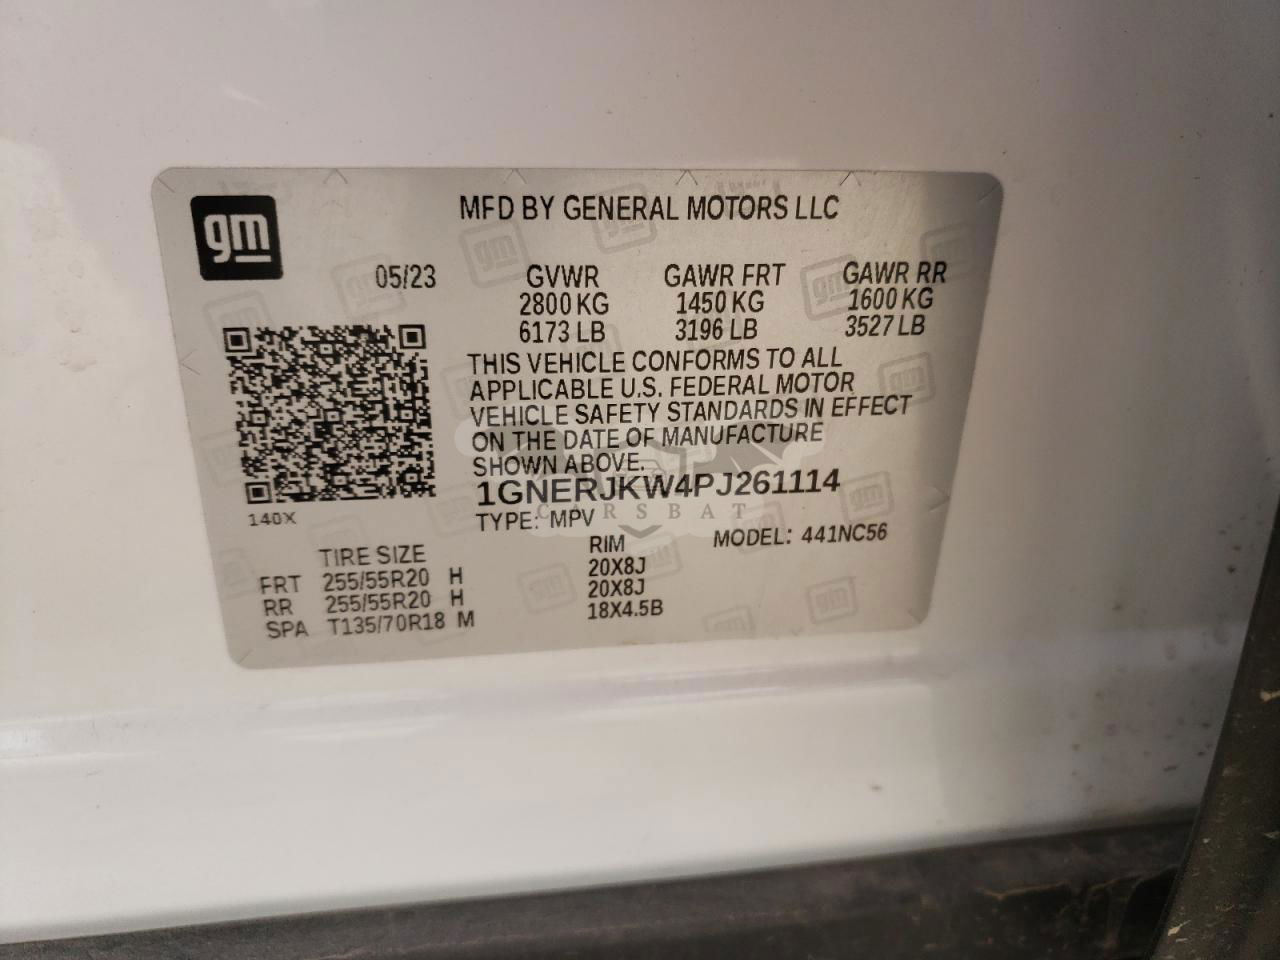 gm
MFD BY GENERAL MOTORS LLC
05/23 GVWR GAWR FRT GAWR RR
2800 KG 1450 KG 1600 KG
6173 LB 3196 LB 3527 LB
THIS VEHICLE CONFORMS TO ALL
APPLICABLE U.S. FEDERAL MOTOR
VEHICLE SAFETY STANDARDS IN EFFECT
ON THE DATE OF MANUFACTURE
SHOWN ABOVE.
1GNERJKW4PJ261114
140X
CARSBAT
TYPE: MPV MODEL: 441NC56
TIRE SIZE RIM
FRT 255/55R20 H 20X8J
RR 255/55R20 H 20X8J
SPA T135/70R18 M 18X4.5B